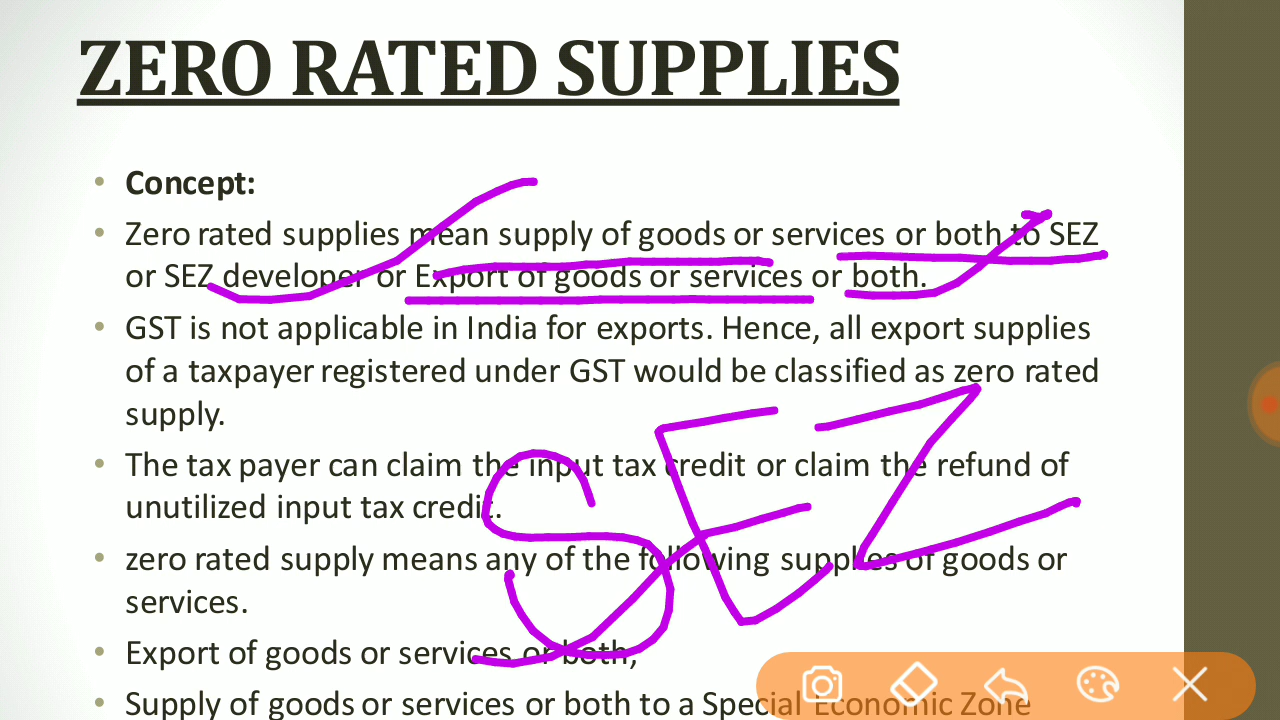 ZERO RATED SUPPLIES
Concept:
Zero rated supplies mean supply of goods or services or both to SEZ
or SEZ developer or Export of goods or services or both.
GST is not applicable in India for exports. Hence, all export supplies
of a taxpayer registered under GST would be classified as zero rated
supply.
The tax payer can claim the input tax credit or claim the refund of
unutilized input tax credit.
SEZ
zero rated supply means any of the following supplies of goods or
services.
Export of goods or services or both,
Supply of goods or services or both to a Special Economic Zone